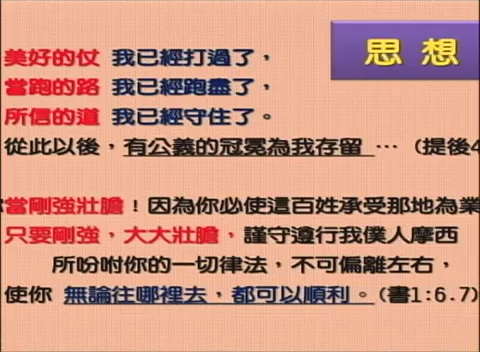 思想
美好的仗 我已經打過了，
當跑的路 我已經跑盡了，
所信的道 我已經守住了。
從此以後，有公義的冠冕為我存留 … (提後4
當剛強壯膽！因為你必使這百姓承受那地為業
只要剛強，大大壯膽，謹守遵行我僕人摩西
所吩咐你的一切律法，不可偏離左右，
使你 無論往哪裡去，都可以順利。(書1:6.7)